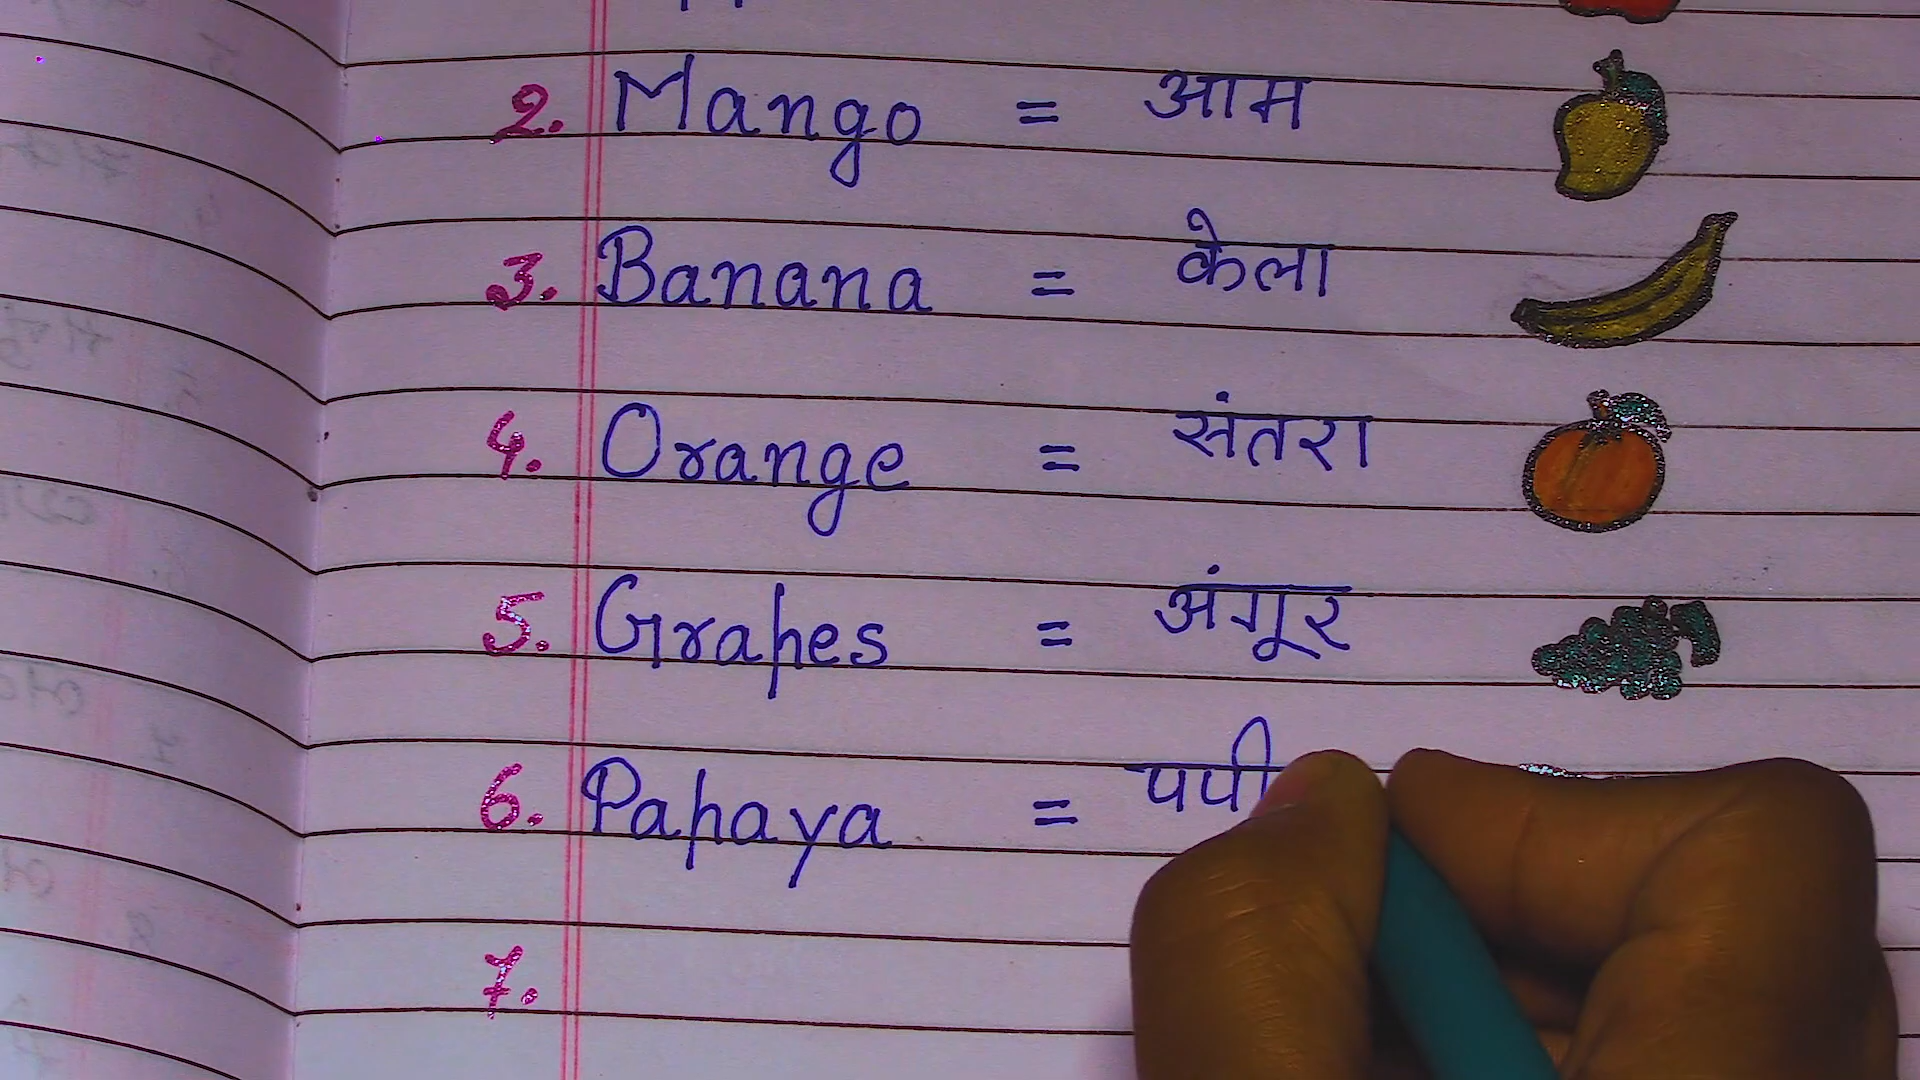 2. Mango = आम
3. Banana = केला
4. Orange = संतरा
5. Grapes = अंगूर
6. Papaya = पपी
7.